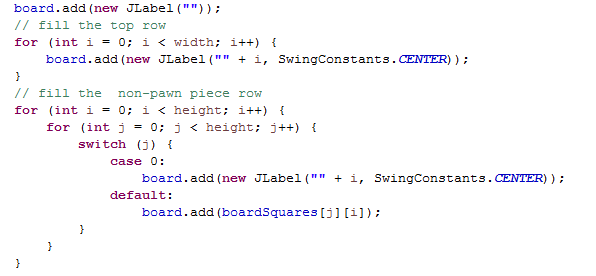 board.add(new JLabel(""));
// fill the top row
for (int i = 0; i < width; i++) {
    board.add(new JLabel("" + i, SwingConstants.CENTER));
}
// fill the  non-pawn piece row
for (int i = 0; i < height; i++) {
    for (int j = 0; j < height; j++) {
        switch (j) {
            case 0:
                board.add(new JLabel("" + i, SwingConstants.CENTER));
            default:
                board.add(boardSquares[j][i]);
        }
    }
}